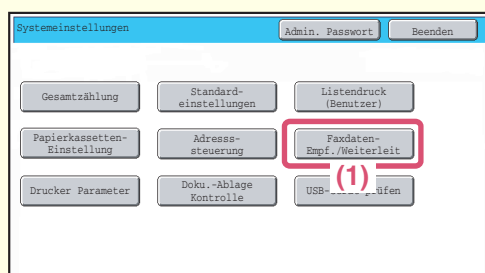 Systemeinstellungen
Admin. Passwort
Beenden
Gesamtzählung
Standard-
einstellungen
Listendruck
(Benutzer)
Papierkassetten-
Einstellung
Adresss-
steuerung
Faxdaten-
Empf./Weiterleit
(1)
Drucker Parameter
Doku.-Ablage
Kontrolle
USB- prüfen